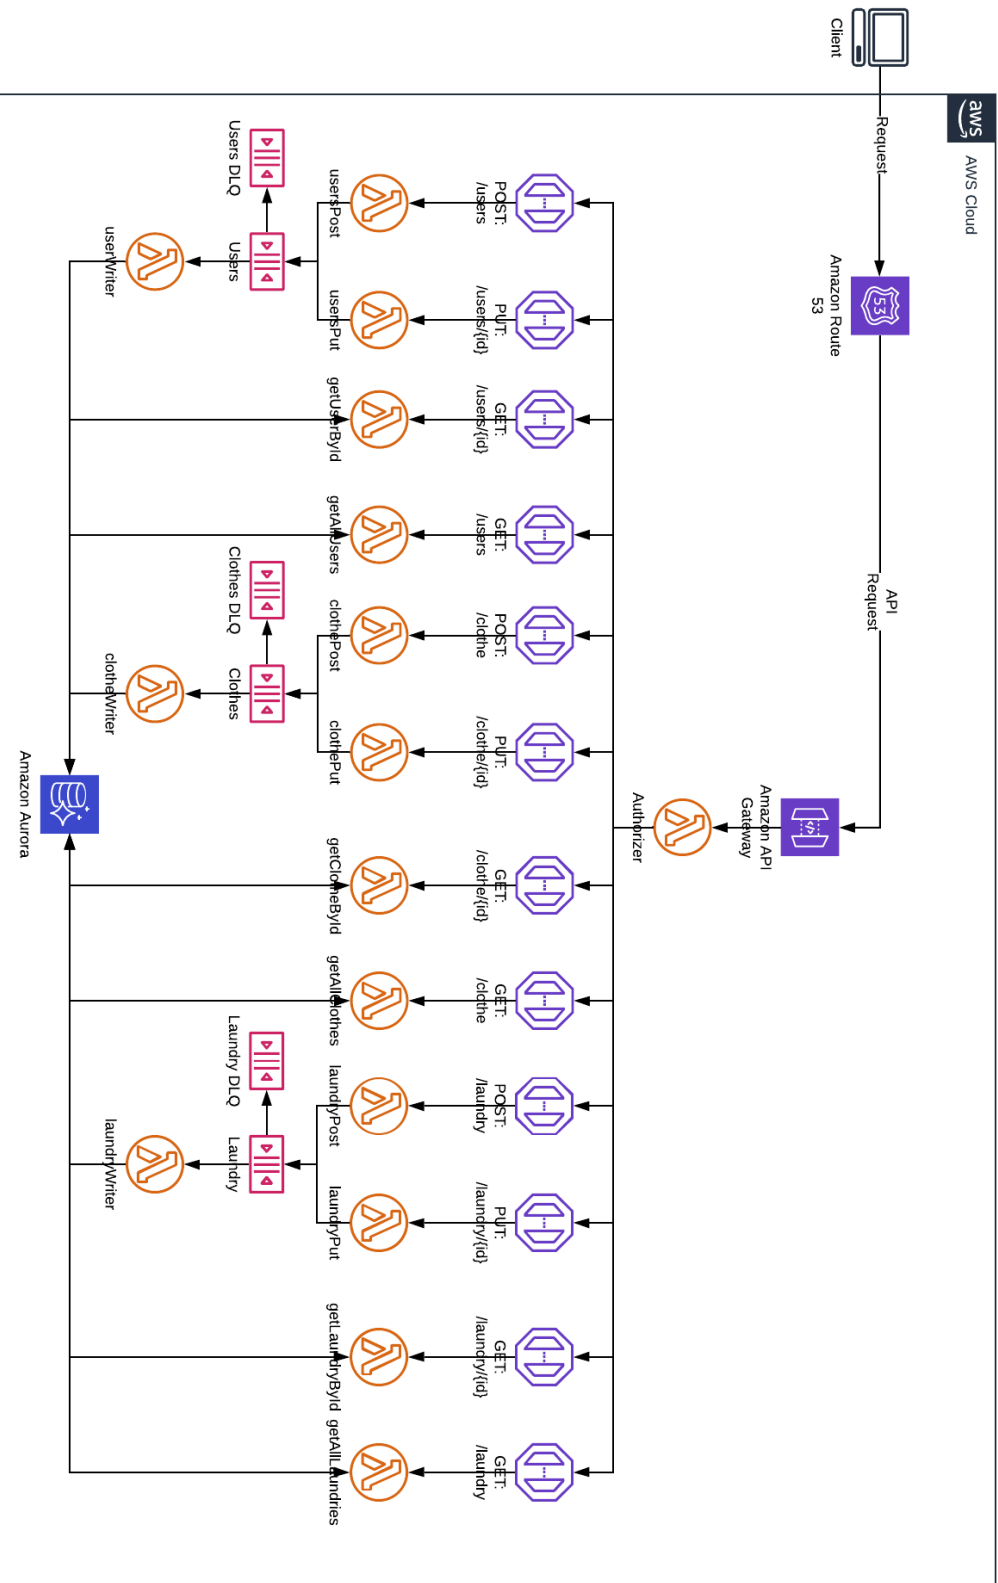 Client
aws
AWS Cloud
Request
Amazon Route
53
API
Request
Amazon API
Gateway
Authorizer
POST:
/users
PUT:
/users/{id}
GET:
/users/{id}
GET:
/users
POST:
/clothe
PUT:
/clothe/{id}
GET:
/clothe/{id}
GET:
/clothe
POST:
/laundry
PUT:
/laundry/{id}
GET:
/laundry/{id}
GET:
/laundry
usersPost
usersPut
getUserById
getAllUsers
clothePost
clothePut
getClotheById
getAllClothes
laundryPost
laundryPut
getLaundryById
getAllLaundries
Users DLQ
Users
Clothes DLQ
Clothes
Laundry DLQ
Laundry
userWriter
clotheWriter
laundryWriter
Amazon Aurora
53